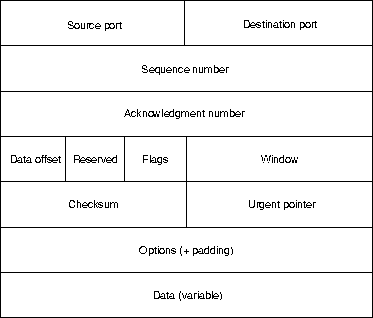 Source port
Destination port
Sequence number
Acknowledgment number
Data offset
Reserved
Flags
Window
Checksum
Urgent pointer
Options (+ padding)
Data (variable)